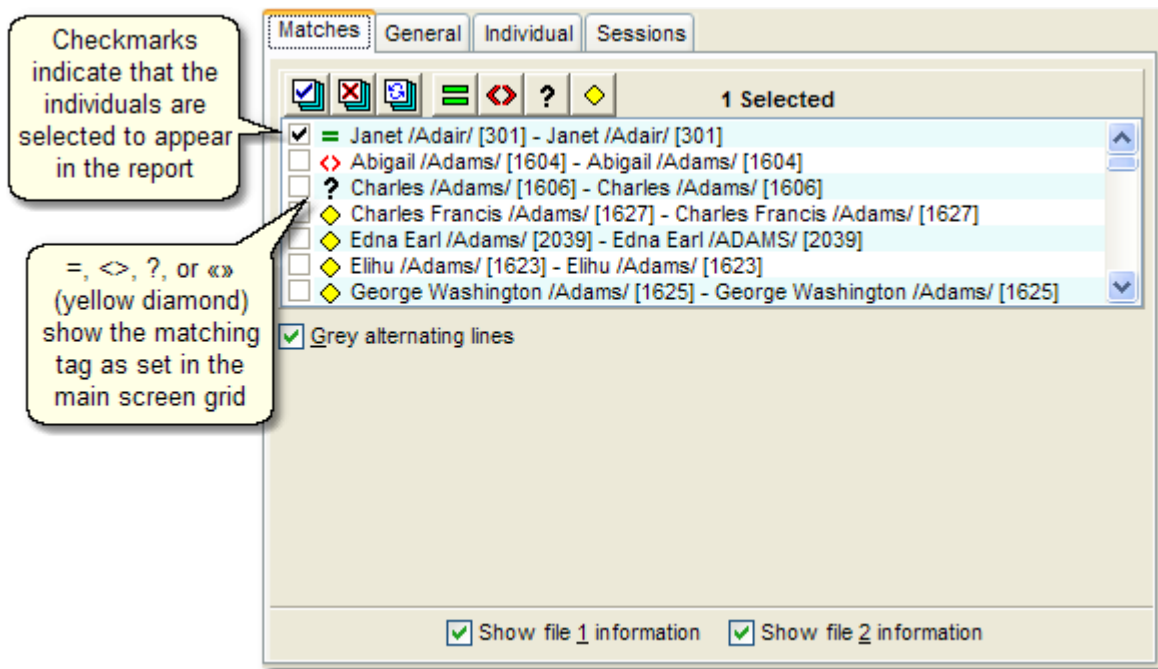 Checkmarks
indicate that the
individuals are
selected to appear
in the report
=, <>, ?, or «»
(yellow diamond)
show the matching
tag as set in the
main screen grid
Matches General Individual Sessions
= <> ? 1 Selected
= Janet /Adair/ [301] - Janet /Adair/ [301]
<> Abigail /Adams/ [1604] - Abigail /Adams/ [1604]
? Charles /Adams/ [1606] - Charles /Adams/ [1606]
Charles Francis /Adams/ [1627] - Charles Francis /Adams/ [1627]
Edna Earl /Adams/ [2039] - Edna Earl /ADAMS/ [2039]
Elihu /Adams/ [1623] - Elihu /Adams/ [1623]
George Washington /Adams/ [1625] - George Washington /Adams/ [1625]
Grey alternating lines
Show file 1 information Show file 2 information